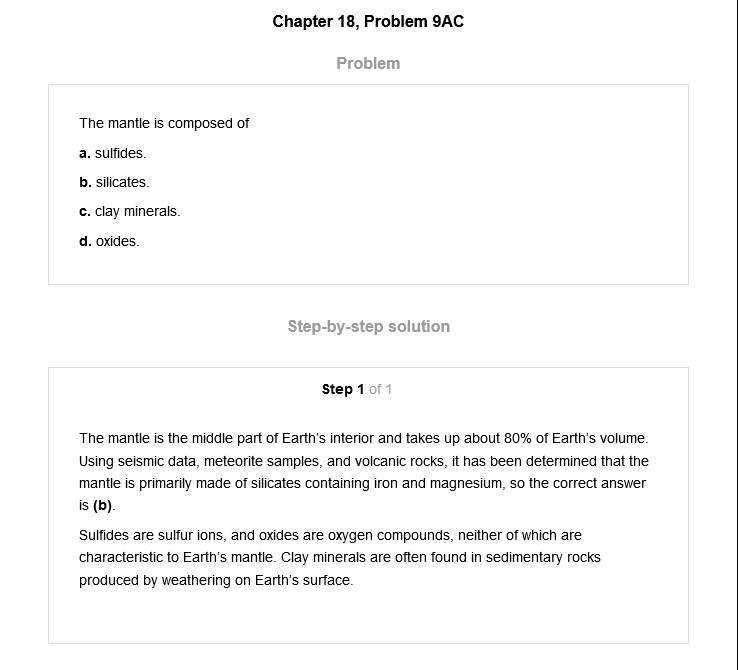 Chapter 18, Problem 9AC
Problem
The mantle is composed of
a. sulfides.
b. silicates.
c. clay minerals.
d. oxides.
Step-by-step solution
Step 1 of 1
The mantle is the middle part of Earth's interior and takes up about 80% of Earth's volume.
Using seismic data, meteorite samples, and volcanic rocks, it has been determined that the
mantle is primarily made of silicates containing iron and magnesium, so the correct answer
is (b).
Sulfides are sulfur ions, and oxides are oxygen compounds, neither of which are
characteristic to Earth's mantle. Clay minerals are often found in sedimentary rocks
produced by weathering on Earth's surface.